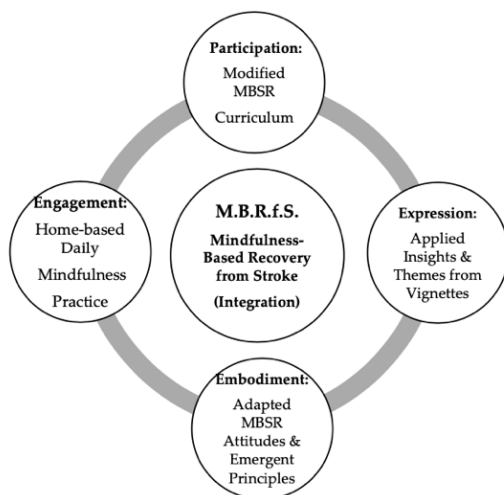 Participation:
Modified
MBSR
Curriculum
Engagement:
Home-based
Daily
Mindfulness
Practice
M.B.R.f.S.
Mindfulness-
Based Recovery
from Stroke
(Integration)
Expression:
Applied
Insights &
Themes from
Vignettes
Embodiment:
Adapted
MBSR
Attitudes &
Emergent
Principles